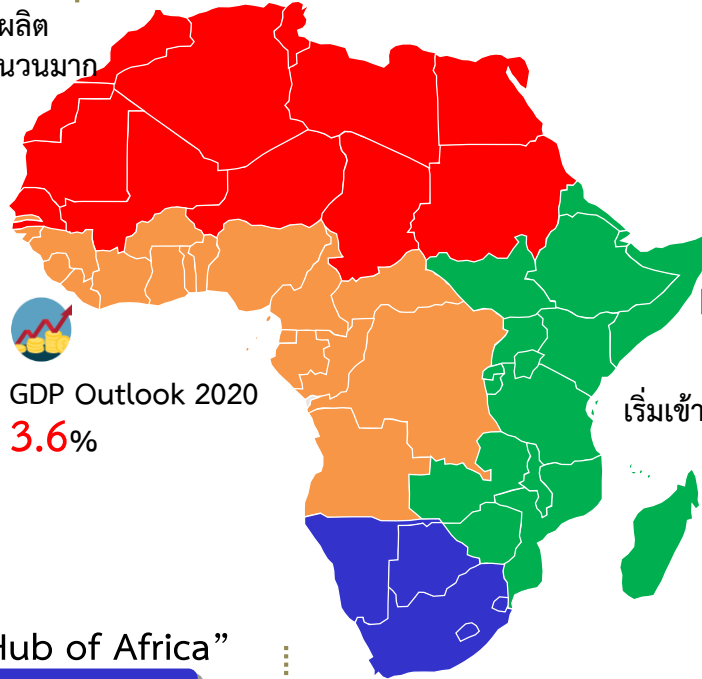 ผลิต
นวนมาก
GDP Outlook 2020
3.6%
เริ่มเข้า
Hub of Africa”